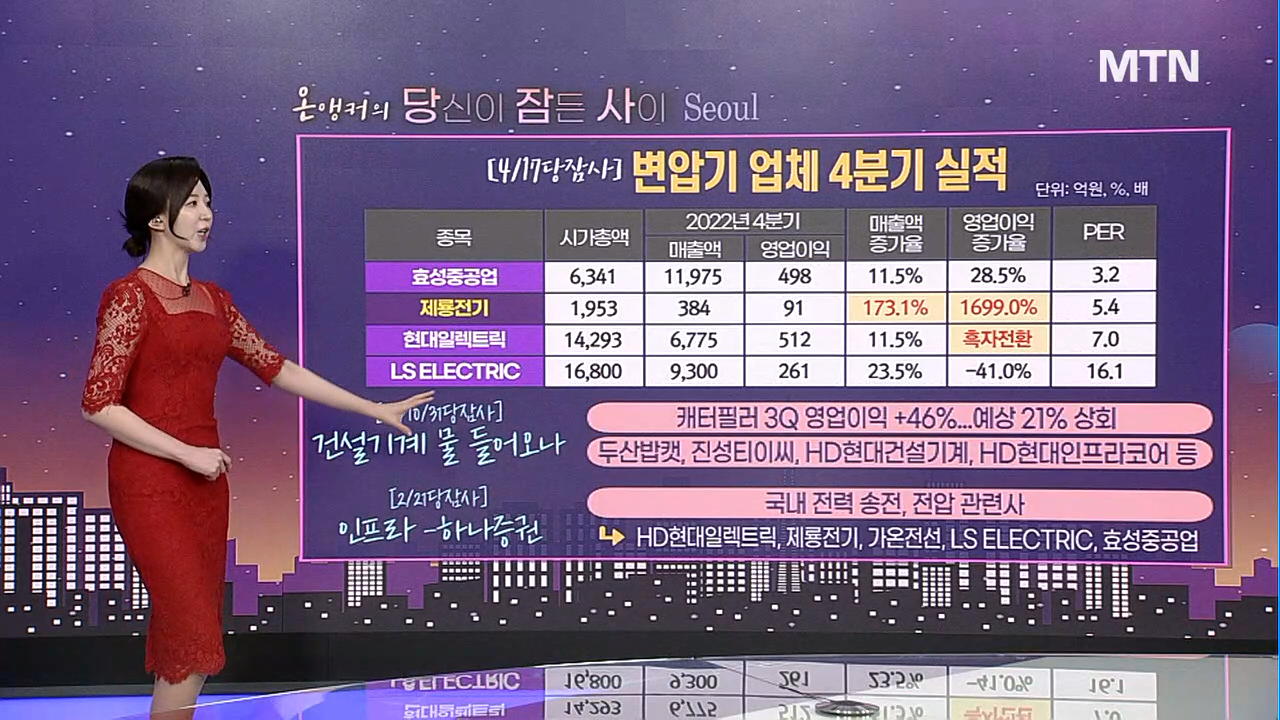 MTN
온앵커의 당신이 잠든 사이 Seoul
[4/17당잠사] 변압기 업체 4분기 실적
단위: 억원, %, 배
종목 시가총액 2022년 4분기 매출액 영업이익 매출액 증가율 영업이익 증가율 PER
효성중공업 6,341 11,975 498 11.5% 28.5% 3.2
제룡전기 1,953 384 91 173.1% 1699.0% 5.4
현대일렉트릭 14,293 6,775 512 11.5% 흑자전환 7.0
LS ELECTRIC 16,800 9,300 261 23.5% -41.0% 16.1
10/31당잠사]
건설기계 물 들어오나
캐터필러 3Q 영업이익 +46%...예상 21% 상회
두산밥캣, 진성티이씨, HD현대건설기계, HD현대인프라코어 등
[2/21당잠사]
인프라 -하나증권
국내 전력 송전, 전압 관련사
HD현대일렉트릭, 제룡전기, 가온전선, LS ELECTRIC, 효성중공업